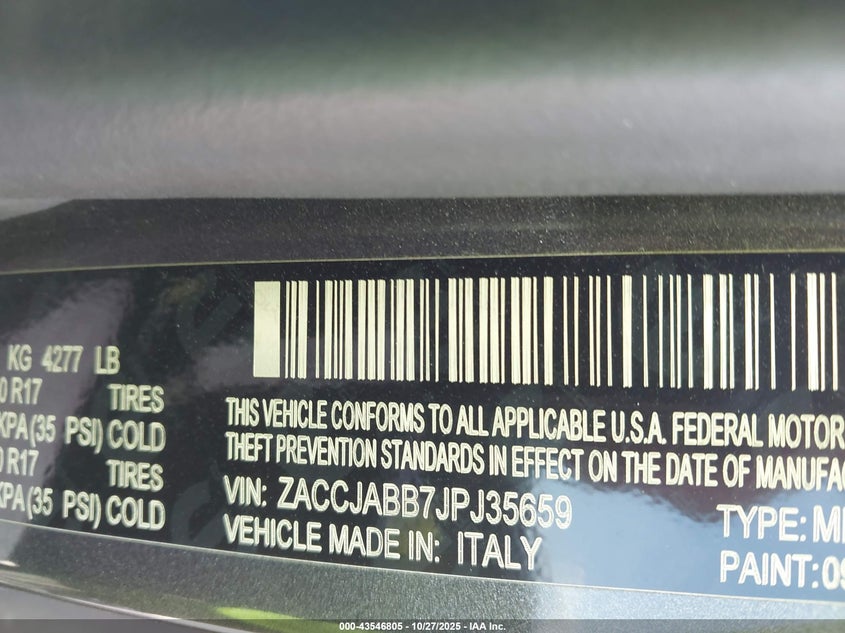 KG 4277 LB
0 R17 TIRES
KPA(35 PSI) COLD
0 R17 TIRES
KPA(35 PSI) COLD
THIS VEHICLE CONFORMS TO ALL APPLICABLE U.S.A. FEDERAL MOTOR
THEFT PREVENTION STANDARDS IN EFFECT ON THE DATE OF MANUFAC
VIN: ZACCJABB7JPJ35659
TYPE: M
VEHICLE MADE IN: ITALY
PAINT: 09
000-43546805 - 10/27/2025 - IAA Inc.